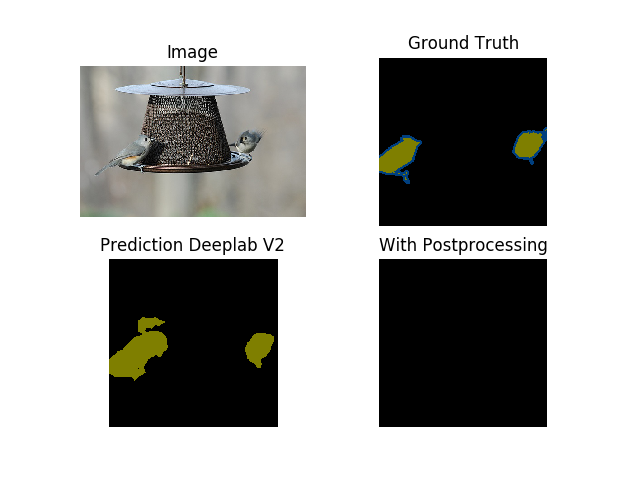 Image
Ground Truth
Prediction Deeplab V2
With Postprocessing